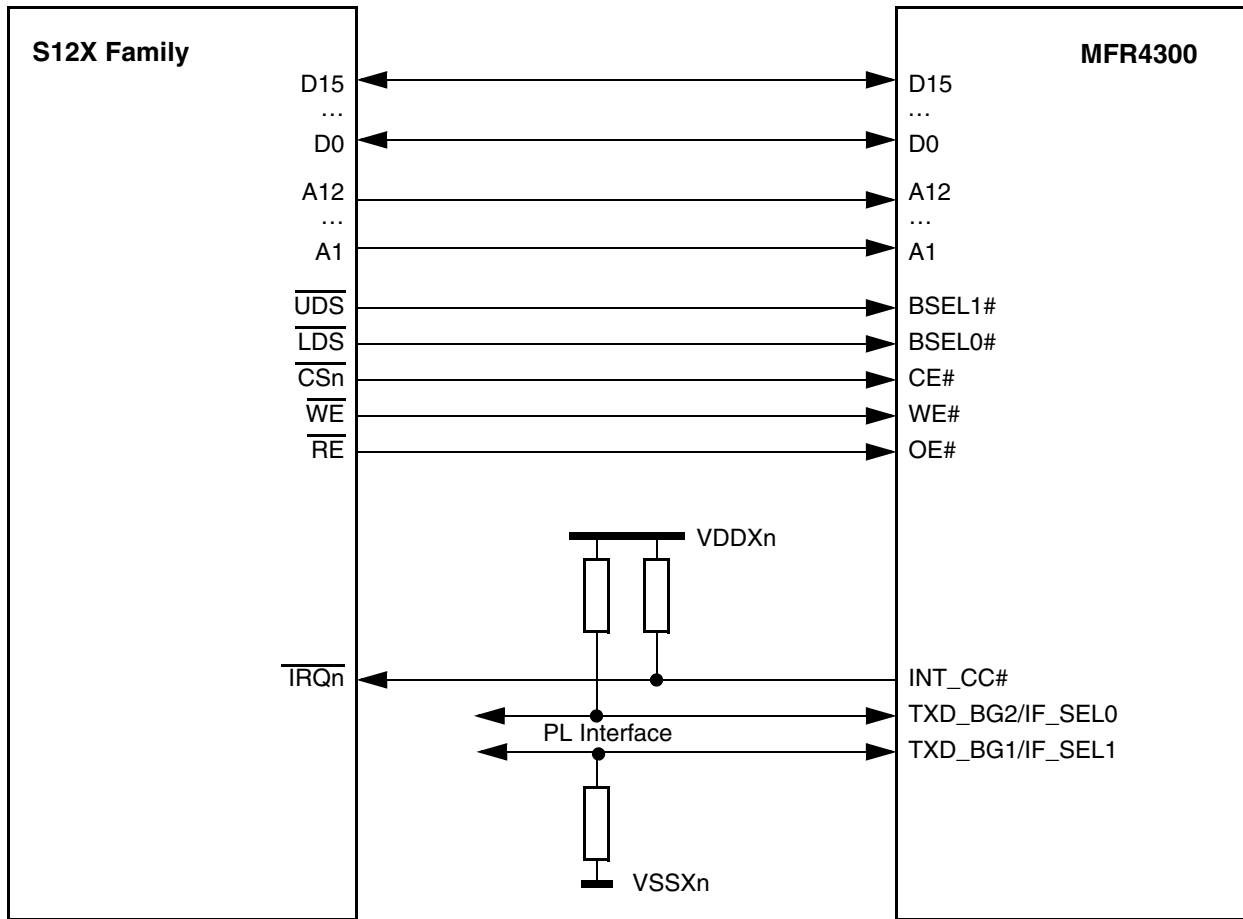 S12X Family
MFR4300
D15
D15
...
...
D0
D0
A12
A12
...
...
A1
A1
UDS
BSEL1#
LDS
BSEL0#
CSn
CE#
WE
WE#
RE
OE#
VDDXn
IRQn
INT_CC#
TXD_BG2/IF_SEL0
PL Interface
TXD_BG1/IF_SEL1
VSSXn